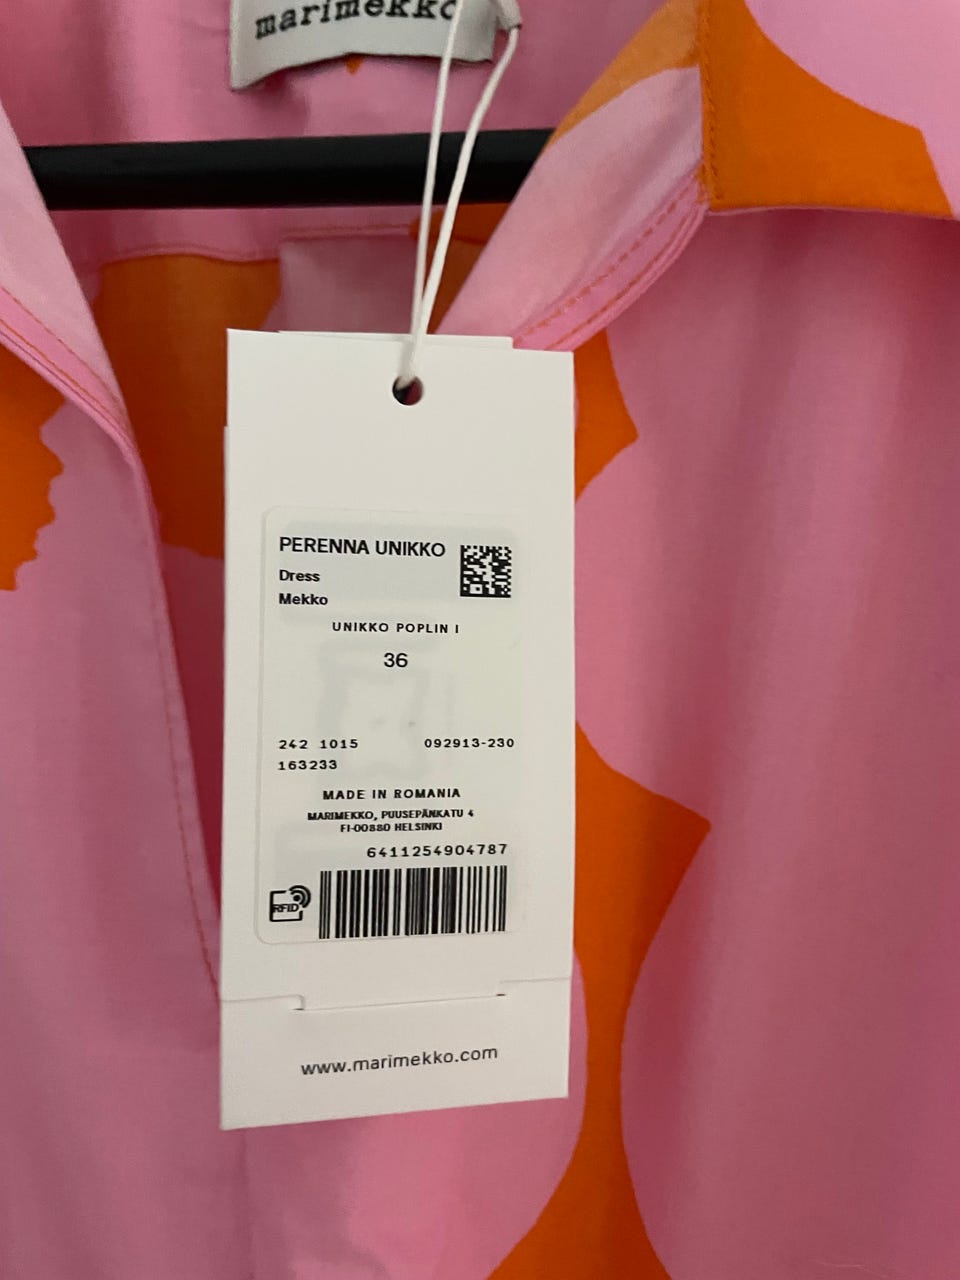 marimekko
PERENNA UNIKKO
Dress
Mekko
UNIKKO POPLIN I
36
242 1015 092913-230
163233
MADE IN ROMANIA
MARIMEKKO, PUUSEPÄNKATU 4
FI-00880 HELSINKI
6411254904787
RFID
www.marimekko.com